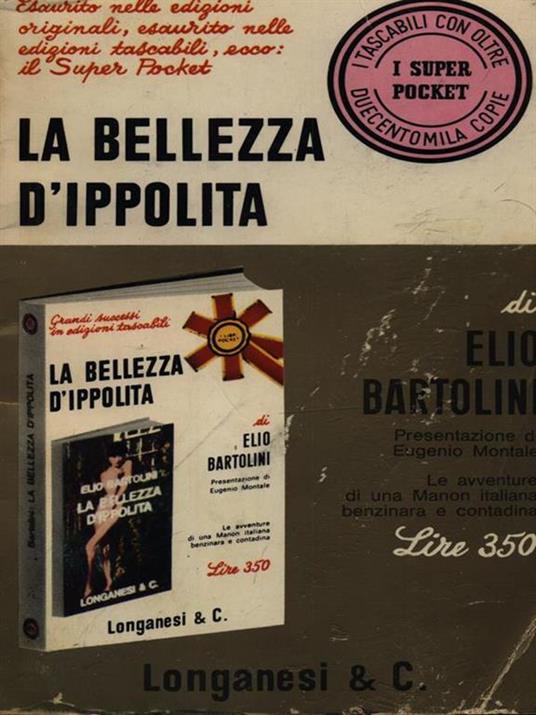 Esaurito nelle edizioni
originali, esaurito nelle
edizioni tascabili, ecco:
il Super Pocket
I TASCABILI CON OLTRE
DUECENTOMILA COPIE
I SUPER
POCKET
LA BELLEZZA
D'IPPOLITA
di
ELIO
BARTOLINI
Presentazione di
Eugenio Montale
Le avventure
di una Manon italiana
benzinara e contadina
Lire 350
Grandi successi
in edizioni tascabili
I SUPER
POCKET
LA BELLEZZA
D'IPPOLITA
di
ELIO
BARTOLINI
Presentazione di
Eugenio Montale
Le avventure
di una Manon italiana
benzinara e contadina
Lire 350
Longanesi & C.
Bartolini: LA BELLEZZA D'IPPOLITA
ELIO BARTOLINI
LA BELLEZZA
D'IPPOLITA
LONGANESI & C.
Longanesi & C.